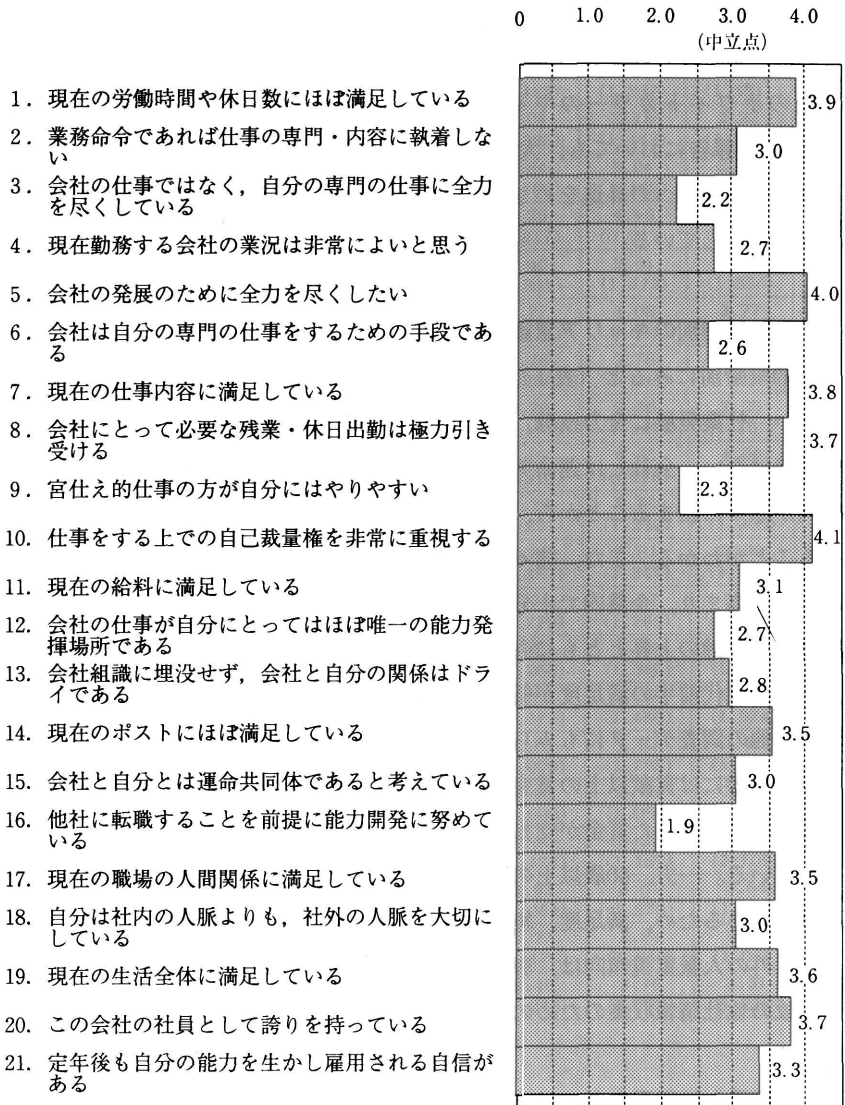 0 1.0 2.0 3.0 4.0
(中立点)
1. 現在の労働時間や休日数にほぼ満足している 3.9
2. 業務命令であれば仕事の専門・内容に執着しな
い 3.0
3. 会社の仕事ではなく，自分の専門の仕事に全力
を尽くしている 2.2
4. 現在勤務する会社の業況は非常によいと思う 2.7
5. 会社の発展のために全力を尽くしたい 4.0
6. 会社は自分の専門の仕事をするための手段であ
る 2.6
7. 現在の仕事内容に満足している 3.8
8. 会社にとって必要な残業・休日出勤は極力引き
受ける 3.7
9. 宮仕え的仕事の方が自分にはやりやすい 2.3
10. 仕事をする上での自己裁量権を非常に重視する 4.1
11. 現在の給料に満足している 3.1
12. 会社の仕事が自分にとってはほぼ唯一の能力発
揮場所である 2.7
13. 会社組識に埋没せず，会社と自分の関係はドラ
イである 2.8
14. 現在のポストにほぼ満足している 3.5
15. 会社と自分とは運命共同体であると考えている 3.0
16. 他社に転職することを前提に能力開発に努めて
いる 1.9
17. 現在の職場の人間関係に満足している 3.5
18. 自分は社内の人脈よりも，社外の人脈を大切に
している 3.0
19. 現在の生活全体に満足している 3.6
20. この会社の社員として誇りを持っている 3.7
21. 定年後も自分の能力を生かし雇用される自信が
ある 3.3